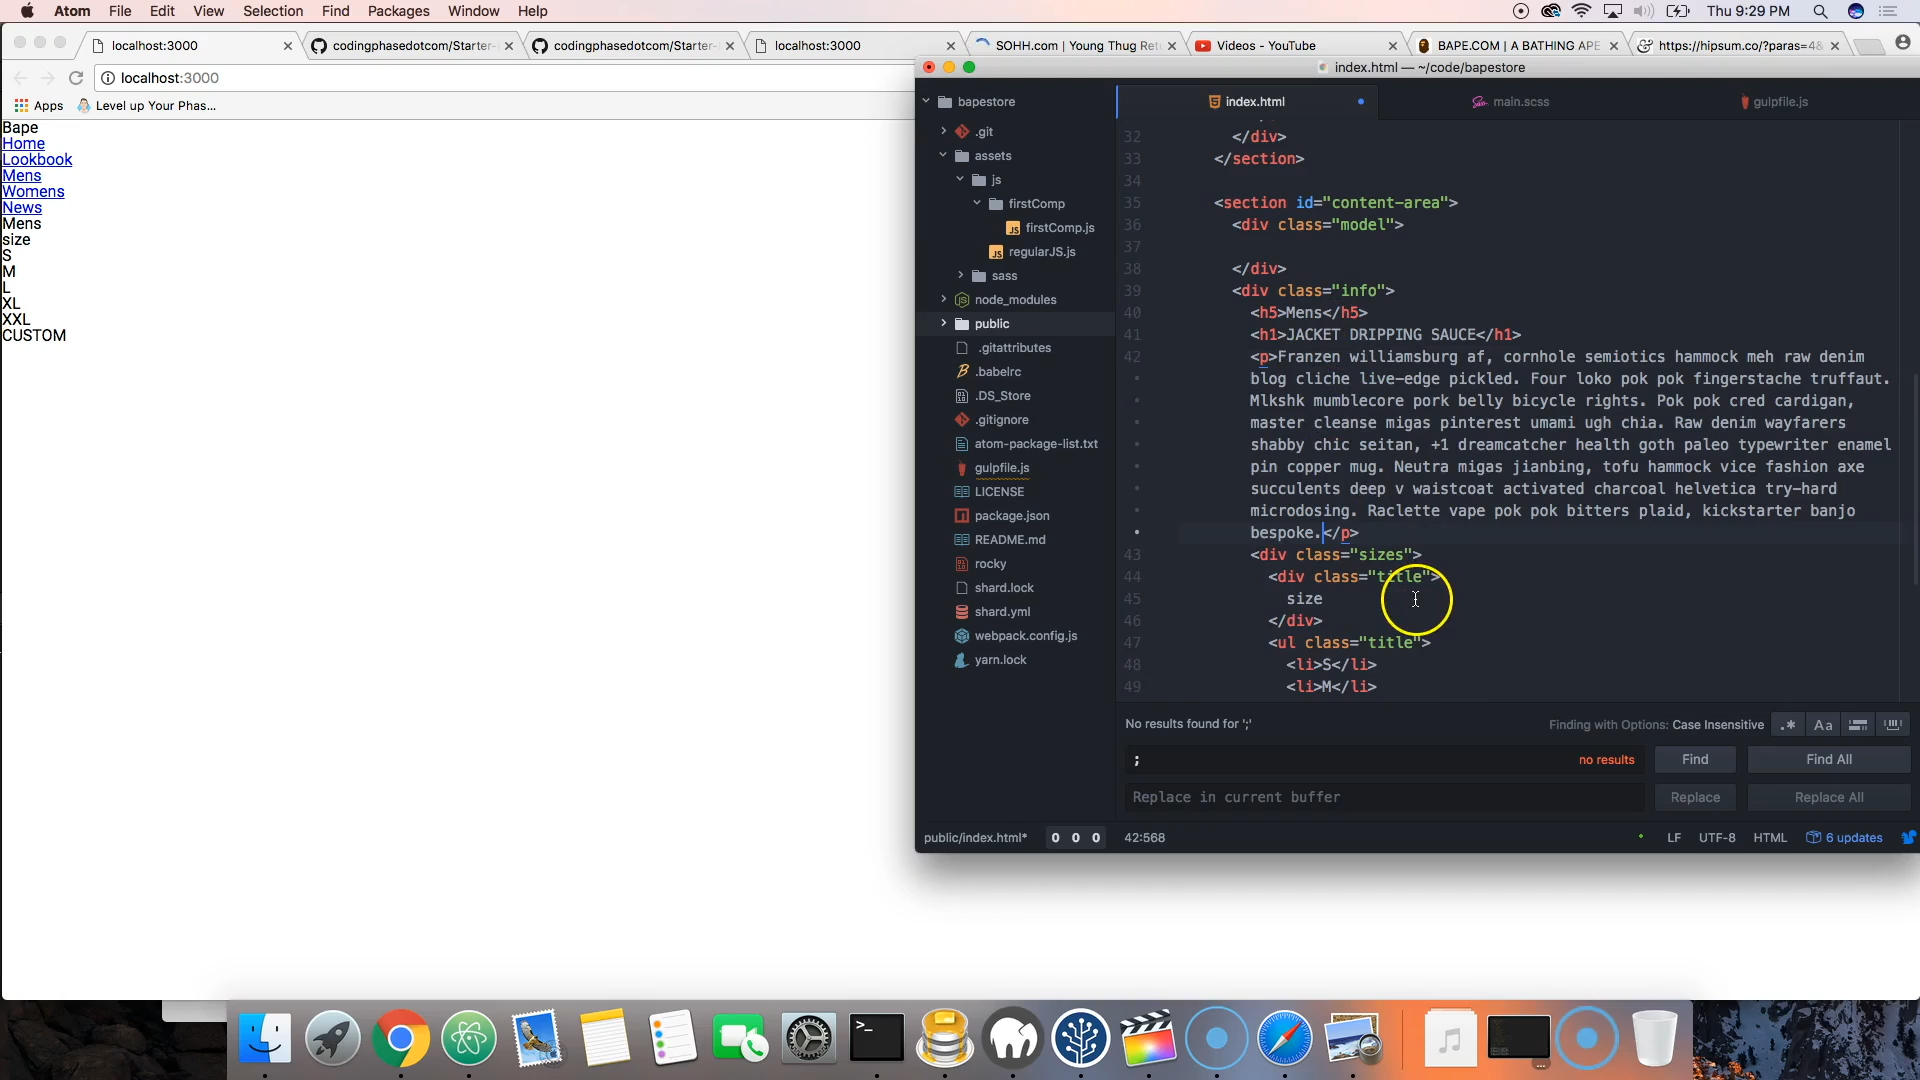 Atom File Edit View Selection Find Packages Window Help
Thu 9:29 PM
localhost:3000
codingphasedotcom/Starter-
codingphasedotcom/Starter-
localhost:3000
SOHH.com | Young Thug Ret
Videos - YouTube
BAPE.COM | A BATHING APE
https://hipsum.co/?paras=4&
localhost:3000
Apps
Level up Your Phas...
Bape
Home
Lookbook
Mens
Womens
News
Mens
size
S
M
L
XL
XXL
CUSTOM
index.html — ~/code/bapestore
bapestore
.git
assets
js
firstComp
firstComp.js
regularJS.js
sass
node_modules
public
.gitattributes
.babelrc
.DS_Store
.gitignore
atom-package-list.txt
gulpfile.js
LICENSE
package.json
README.md
rocky
shard.lock
shard.yml
webpack.config.js
yarn.lock
index.html
main.scss
gulpfile.js
32 </div>
33 </section>
34
35 <section id="content-area">
36 <div class="model">
37
38 </div>
39 <div class="info">
40 <h5>Mens</h5>
41 <h1>JACKET DRIPPING SAUCE</h1>
42 <p>Franzen williamsburg af, cornhole semiotics hammock meh raw denim
blog cliche live-edge pickled. Four loko pok pok fingerstache truffaut.
Mlkshk mumblecore pork belly bicycle rights. Pok pok cred cardigan,
master cleanse migas pinterest umami ugh chia. Raw denim wayfarers
shabby chic seitan, +1 dreamcatcher health goth paleo typewriter enamel
pin copper mug. Neutra migas jianbing, tofu hammock vice fashion axe
succulents deep v waistcoat activated charcoal helvetica try-hard
microdosing. Raclette vape pok pok bitters plaid, kickstarter banjo
bespoke.</p>
43 <div class="sizes">
44 <div class="title">
45 size
46 </div>
47 <ul class="title">
48 <li>S</li>
49 <li>M</li>
No results found for ';'
Finding with Options: Case Insensitive
.* Aa
;
no results
Find
Find All
Replace in current buffer
Replace
Replace All
public/index.html* 0 0 0 42:568
LF UTF-8 HTML 6 updates